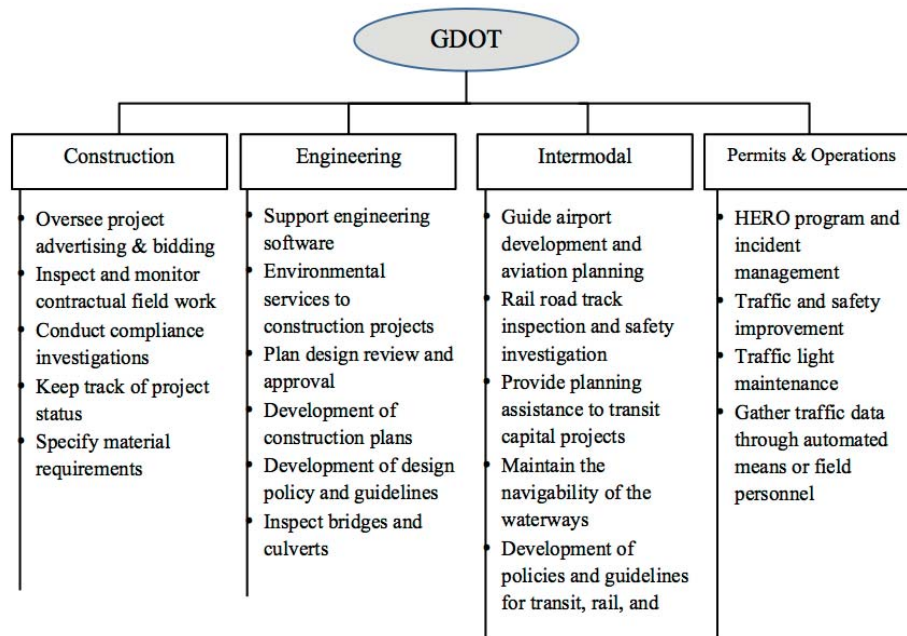 GDOT
Construction
• Oversee project
advertising & bidding
• Inspect and monitor
contractual field work
• Conduct compliance
investigations
• Keep track of project
status
• Specify material
requirements
Engineering
• Support engineering
software
• Environmental
services to
construction projects
• Plan design review and
approval
• Development of
construction plans
• Development of design
policy and guidelines
• Inspect bridges and
culverts
Intermodal
• Guide airport
development and
aviation planning
• Rail road track
inspection and safety
investigation
• Provide planning
assistance to transit
capital projects
• Maintain the
navigability of the
waterways
• Development of
policies and guidelines
for transit, rail, and
Permits & Operations
• HERO program and
incident
management
• Traffic and safety
improvement
• Traffic light
maintenance
• Gather traffic data
through automated
means or field
personnel